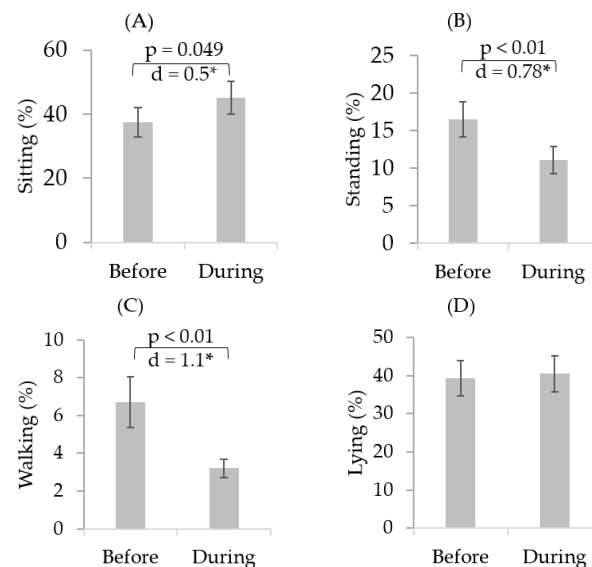 (A)
p = 0.049
d = 0.5*
Sitting (%)
60
40
20
0
Before During
(B)
p < 0.01
d = 0.78*
Standing (%)
25
20
15
10
5
0
Before During
(C)
p < 0.01
d = 1.1*
Walking (%)
10
8
6
4
2
0
Before During
(D)
Lying (%)
50
40
30
20
10
0
Before During